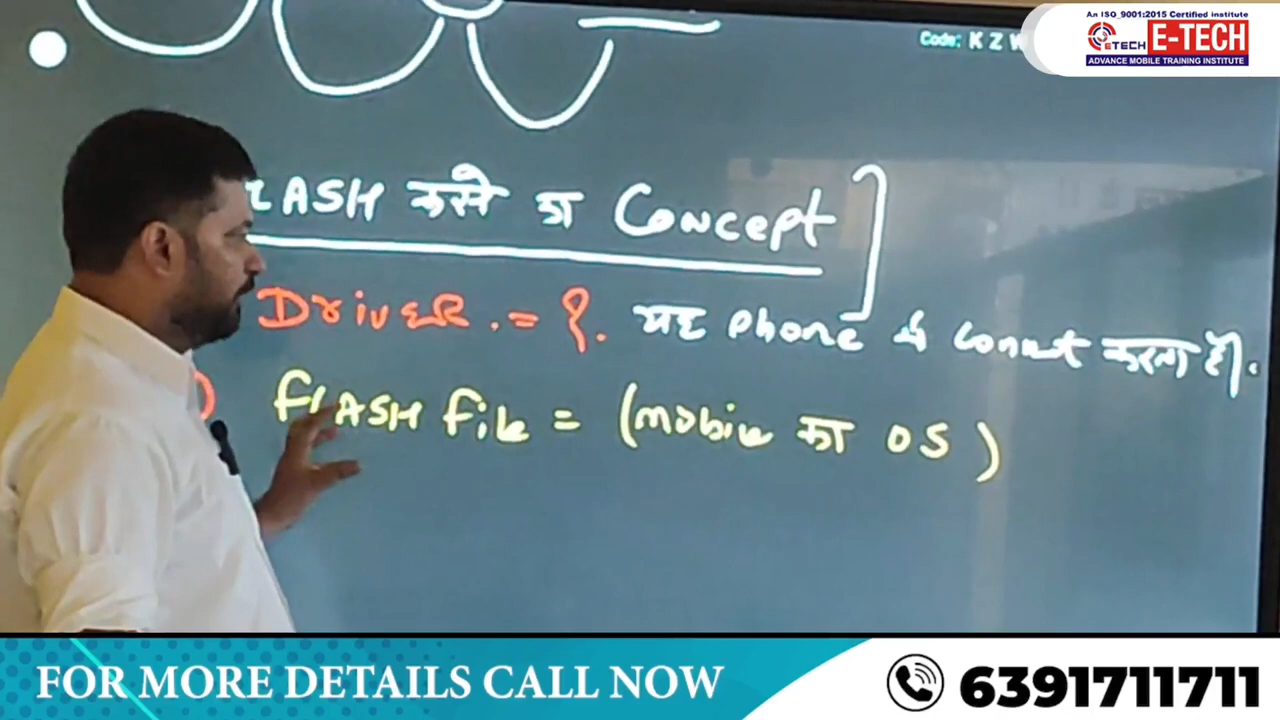 An ISO 9001:2015 Certified institute
ETECH E-TECH
ADVANCE MOBILE TRAINING INSTITUTE
Code: K Z
LASH का Concept
DrivER. = ?. यह phone से connect करता है।
fLASH file = (mobile का OS)
FOR MORE DETAILS CALL NOW
6391711711